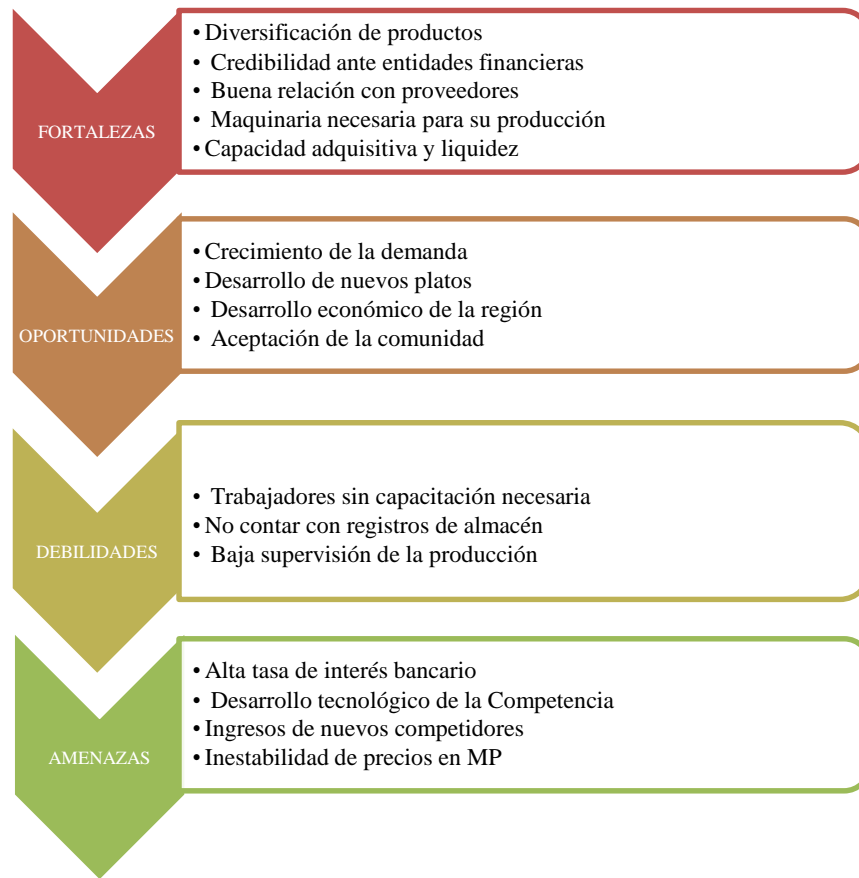 FORTALEZAS
• Diversificación de productos
• Credibilidad ante entidades financieras
• Buena relación con proveedores
• Maquinaria necesaria para su producción
• Capacidad adquisitiva y liquidez
OPORTUNIDADES
• Crecimiento de la demanda
• Desarrollo de nuevos platos
• Desarrollo económico de la región
• Aceptación de la comunidad
DEBILIDADES
• Trabajadores sin capacitación necesaria
• No contar con registros de almacén
• Baja supervisión de la producción
AMENAZAS
• Alta tasa de interés bancario
• Desarrollo tecnológico de la Competencia
• Ingresos de nuevos competidores
• Inestabilidad de precios en MP